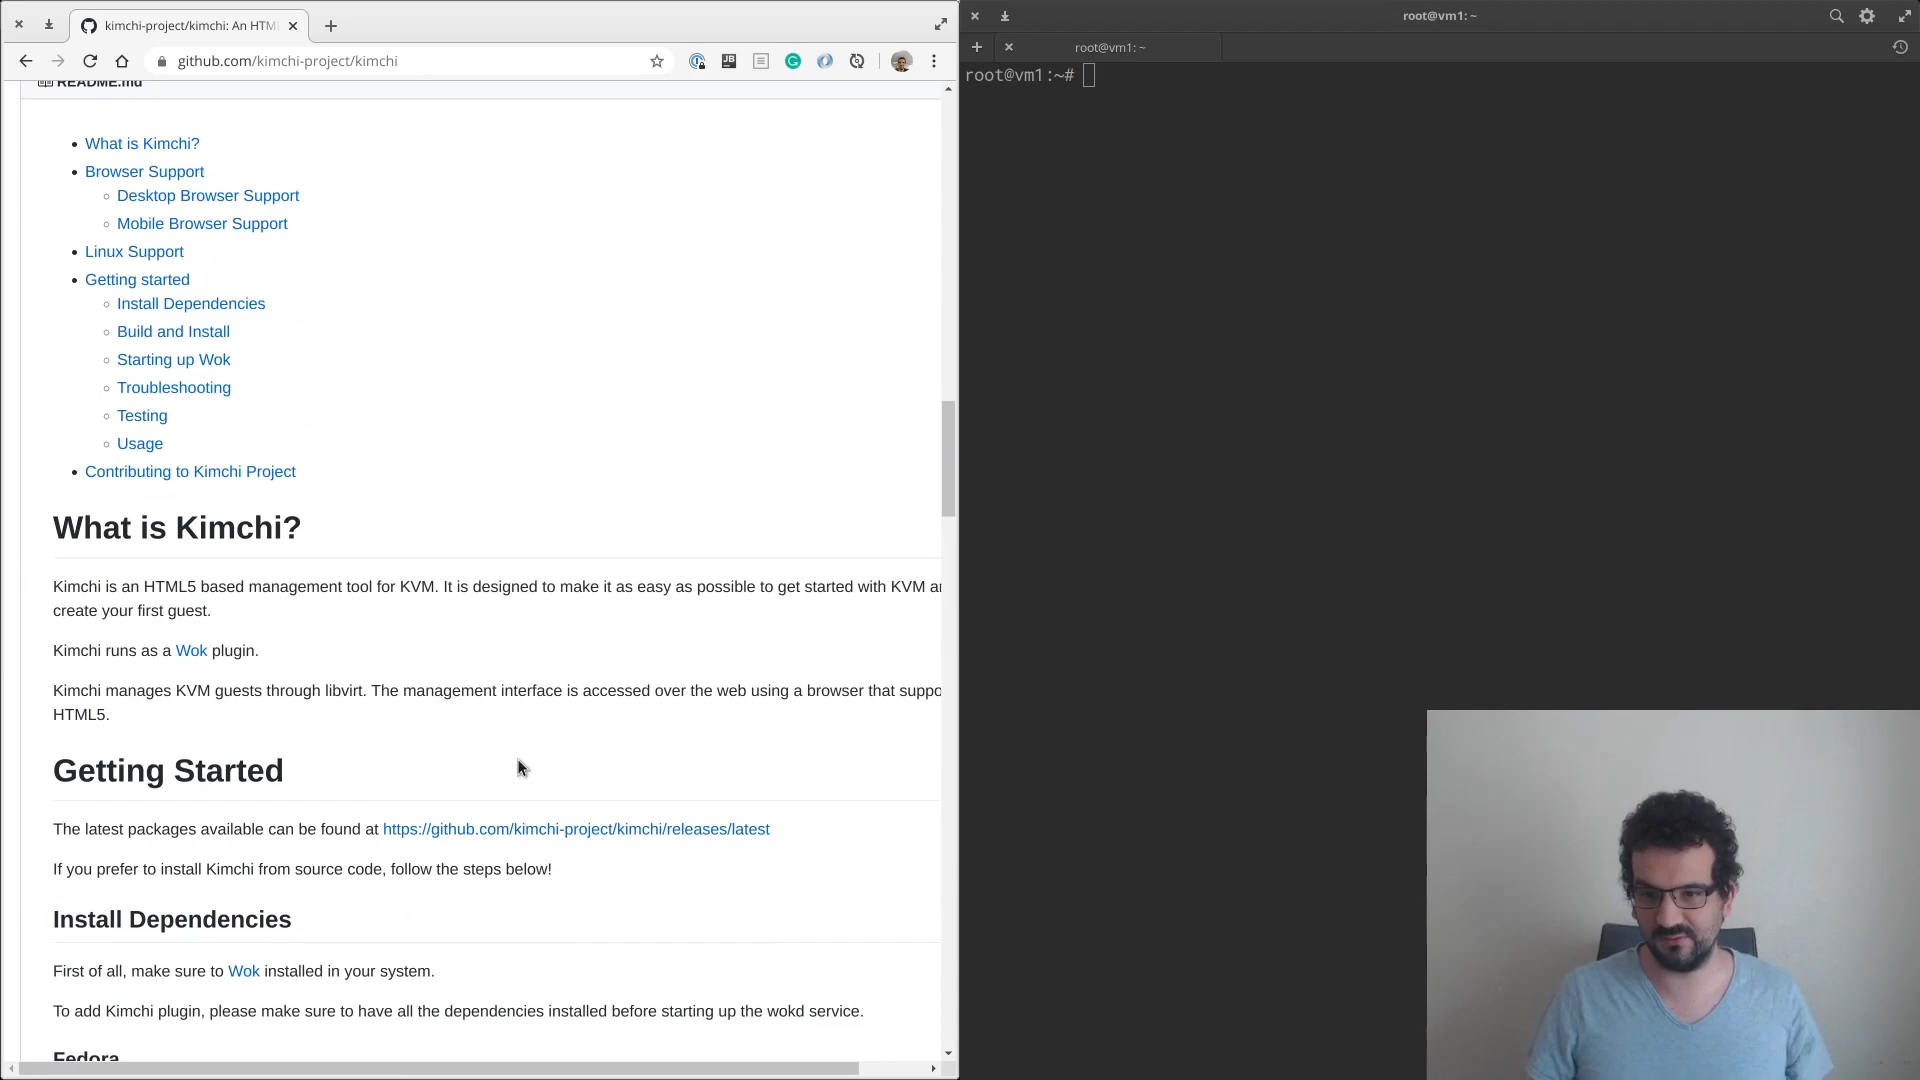 kimchi-project/kimchi: An HTM
github.com/kimchi-project/kimchi
JB
README.md
What is Kimchi?
Browser Support
Desktop Browser Support
Mobile Browser Support
Linux Support
Getting started
Install Dependencies
Build and Install
Starting up Wok
Troubleshooting
Testing
Usage
Contributing to Kimchi Project
What is Kimchi?
Kimchi is an HTML5 based management tool for KVM. It is designed to make it as easy as possible to get started with KVM
create your first guest.
Kimchi runs as a Wok plugin.
Kimchi manages KVM guests through libvirt. The management interface is accessed over the web using a browser that suppo
HTML5.
Getting Started
The latest packages available can be found at https://github.com/kimchi-project/kimchi/releases/latest
If you prefer to install Kimchi from source code, follow the steps below!
Install Dependencies
First of all, make sure to Wok installed in your system.
To add Kimchi plugin, please make sure to have all the dependencies installed before starting up the wokd service.
Fedora
root@vm1: ~
root@vm1: ~
root@vm1:~#